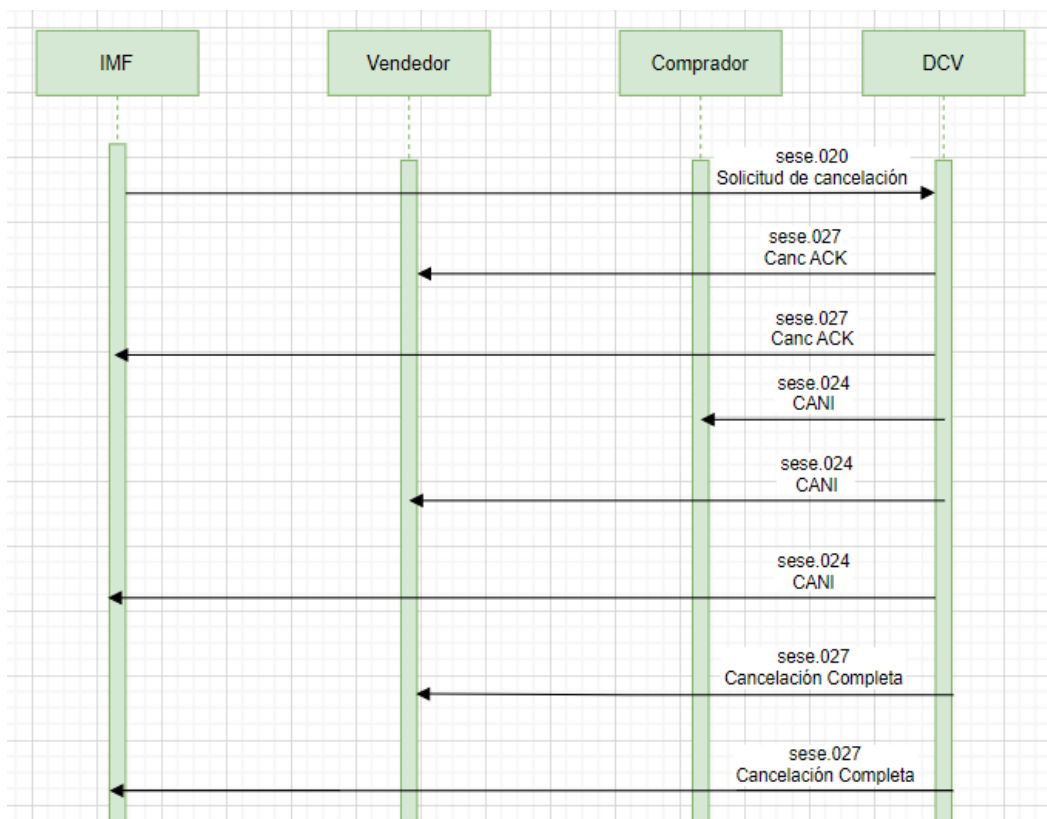 IMF
Vendedor
Comprador
DCV
sese.020
Solicitud de cancelación
sese.027
Canc ACK
sese.027
Canc ACK
sese.024
CANI
sese.024
CANI
sese.024
CANI
sese.027
Cancelación Completa
sese.027
Cancelación Completa